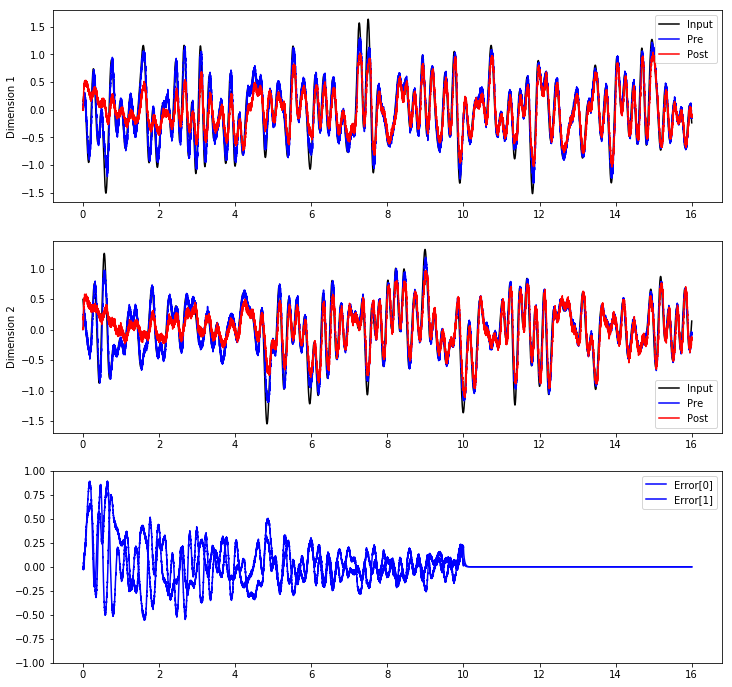 1.5
1.0
0.5
0.0
−0.5
−1.0
−1.5
Dimension 1
Input
Pre
Post
0 2 4 6 8 10 12 14 16
1.0
0.5
0.0
−0.5
−1.0
−1.5
Dimension 2
Input
Pre
Post
0 2 4 6 8 10 12 14 16
1.00
0.75
0.50
0.25
0.00
−0.25
−0.50
−0.75
−1.00
Error[0]
Error[1]
0 2 4 6 8 10 12 14 16